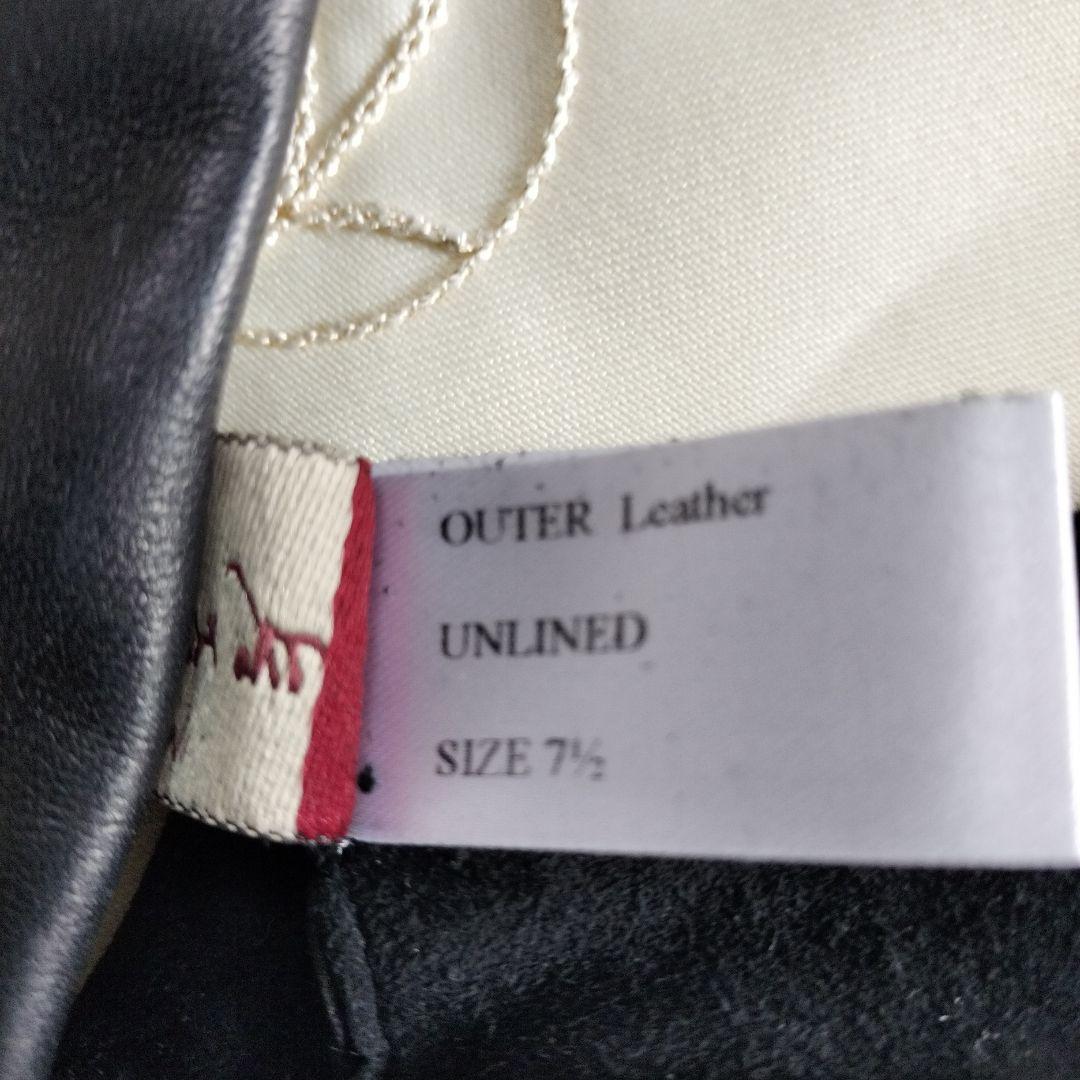 OUTER Leather
UNLINED
SIZE 7½